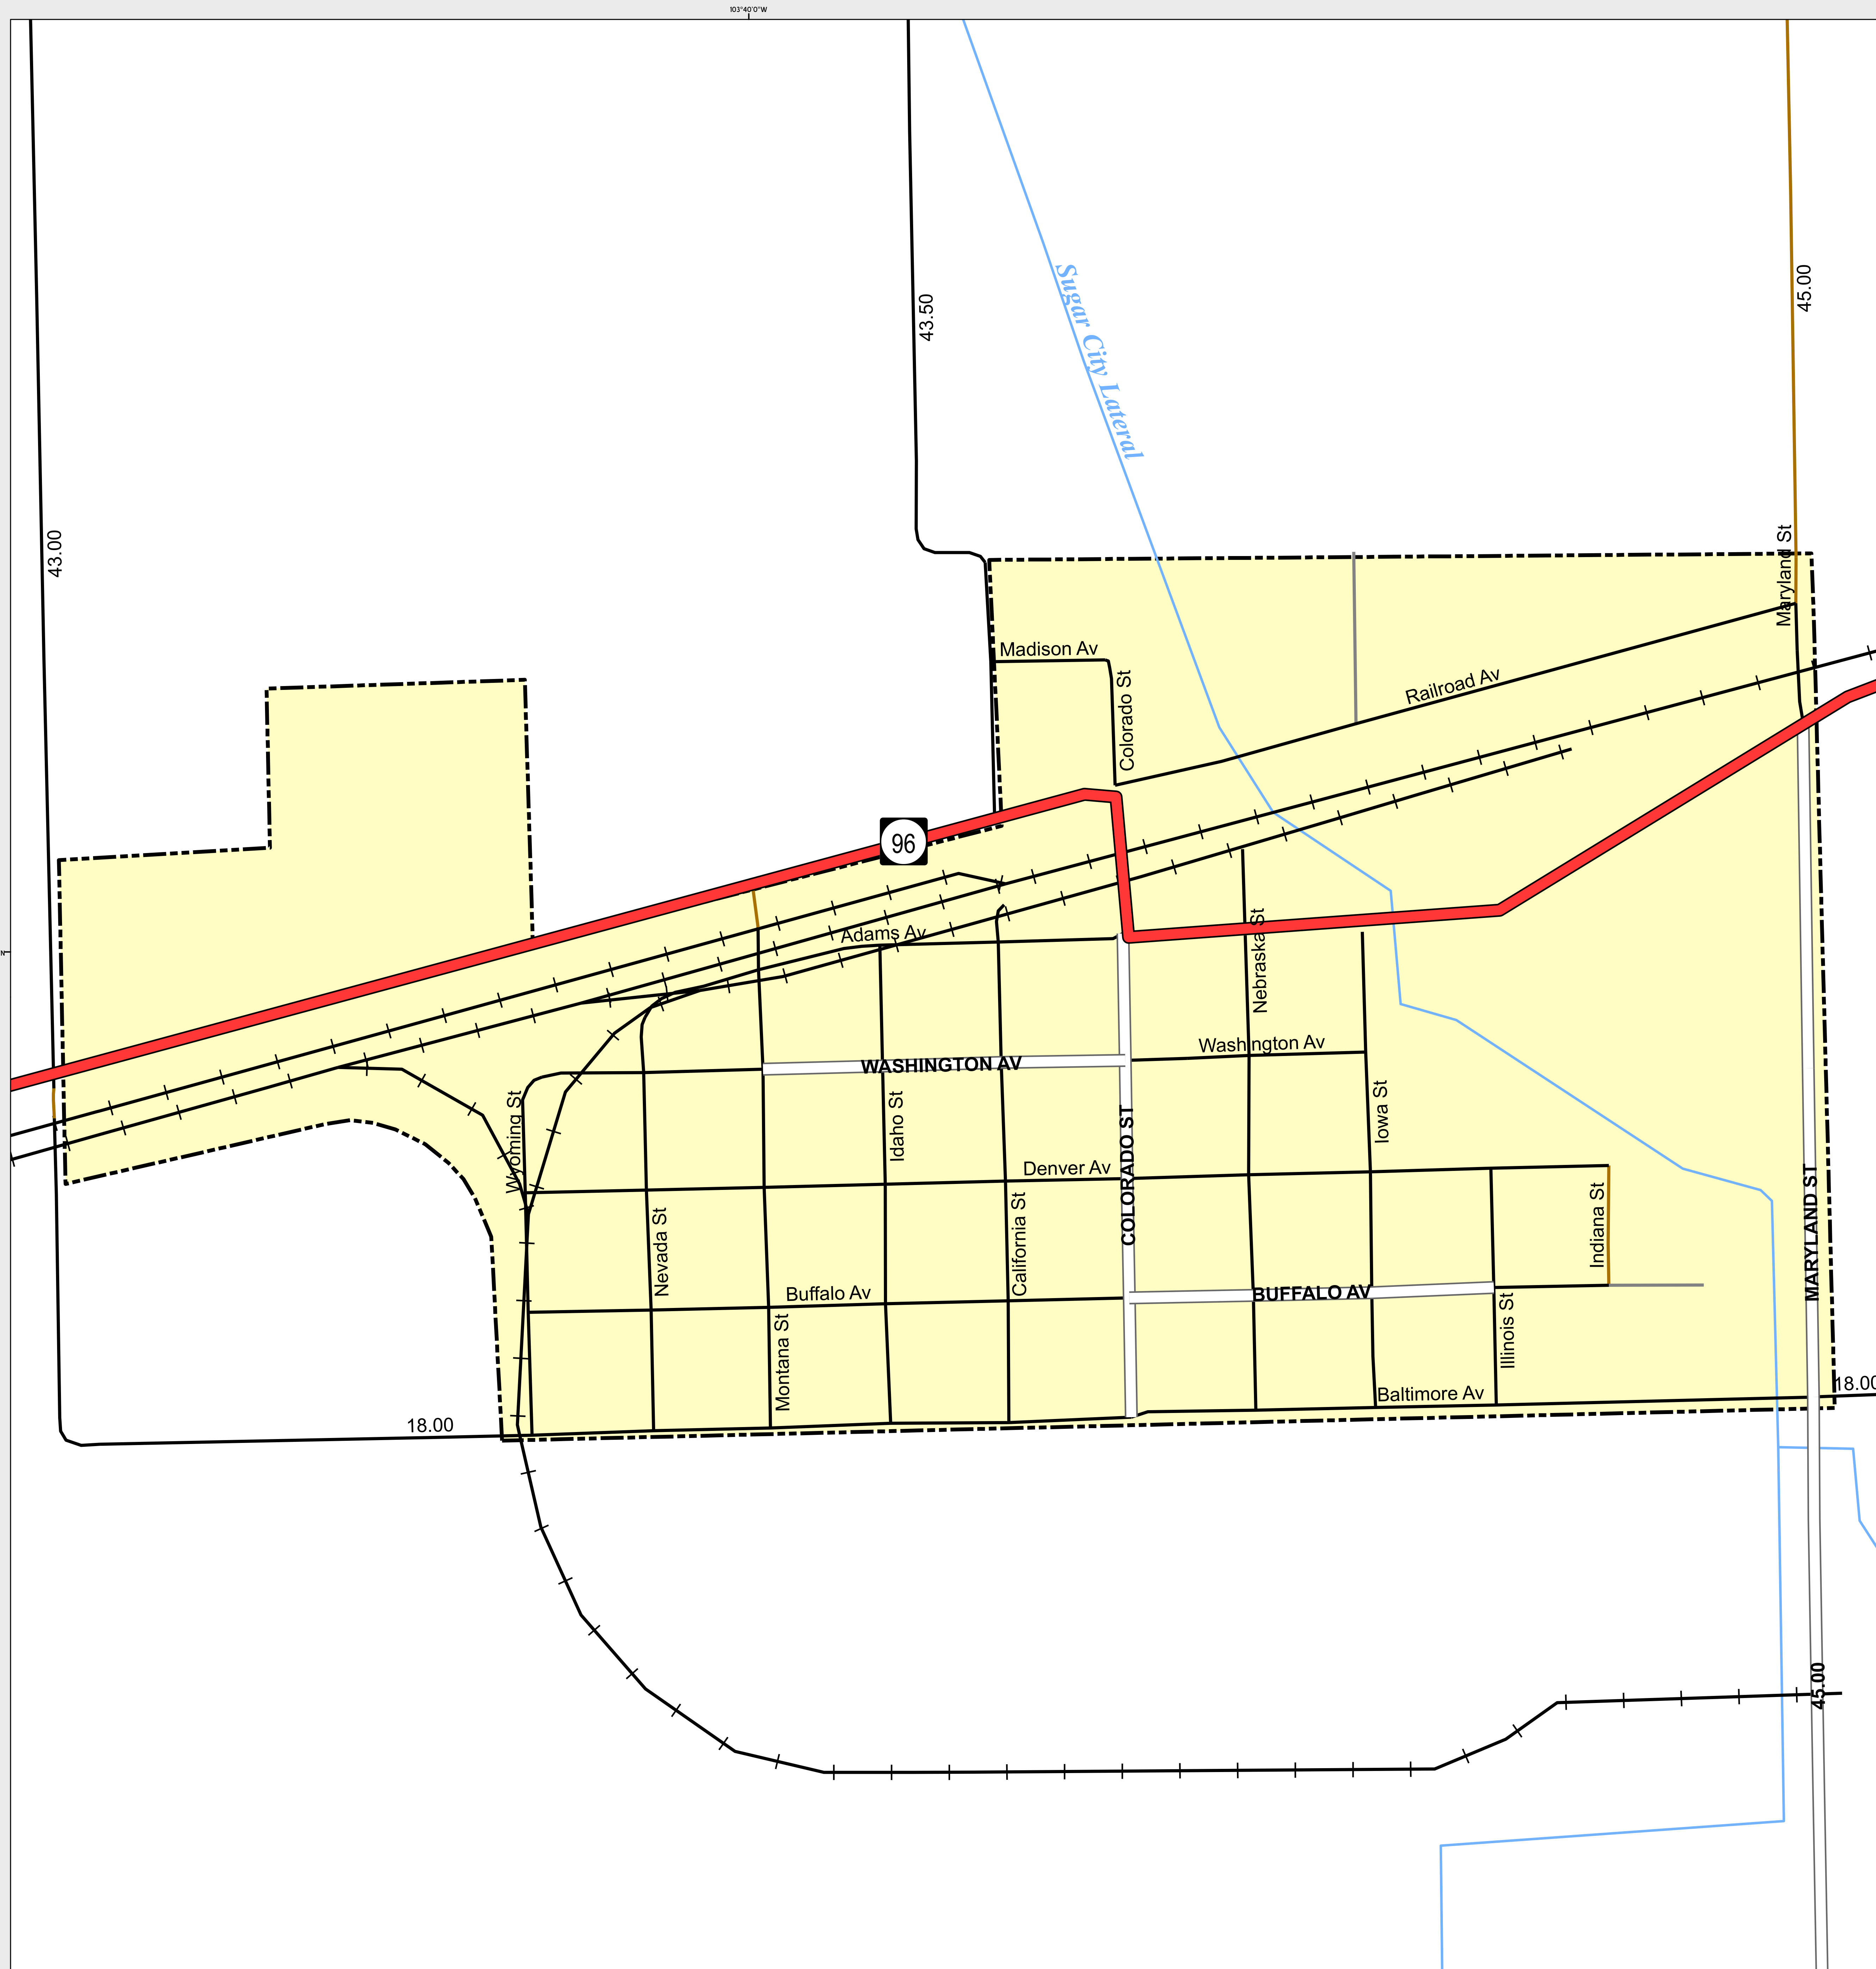 103°40'0"W
Sugar City Lateral
45.00
43.50
43.00
Maryland St
Madison Av
Colorado St
Railroad Av
96
Adams Av
Nebraska St
N
WASHINGTON AV
Washington Av
Wyoming St
Idaho St
COLORADO ST
Iowa St
Denver Av
MARYLAND ST
Nevada St
California St
Indiana St
Buffalo Av
BUFFALO AV
Montana St
Illinois St
Baltimore Av
18.00
18.00
45.00